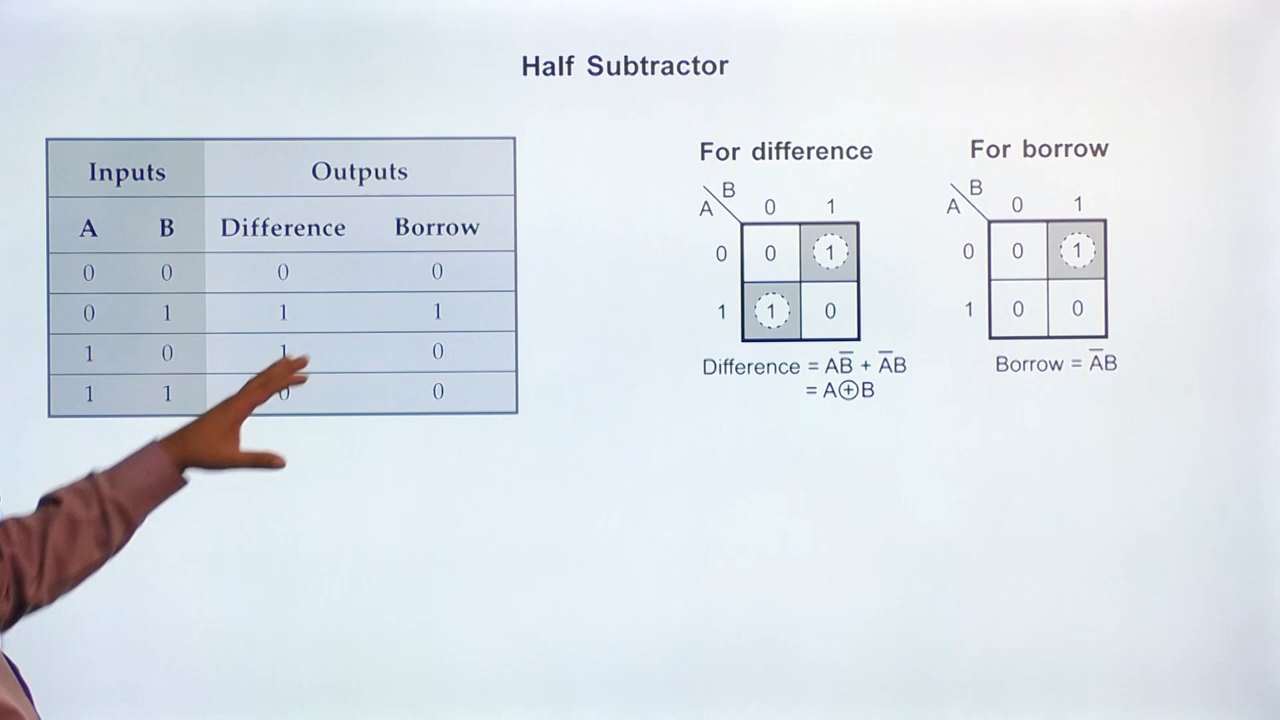 Half Subtractor
Inputs Outputs
A B Difference Borrow
0 0 0 0
0 1 1 1
1 0 1 0
1 1 0 0
For difference
B
A 0 1
0 0 1
1 1 0
Difference = AB̅ + A̅B
= A⊕B
For borrow
B
A 0 1
0 0 1
1 0 0
Borrow = A̅B